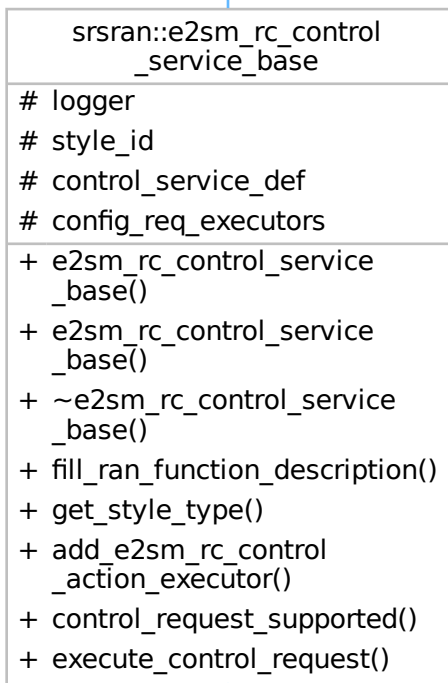 srsran::e2sm_rc_control
_service_base
# logger
# style_id
# control_service_def
# config_req_executors
+ e2sm_rc_control_service
_base()
+ e2sm_rc_control_service
_base()
+ ~e2sm_rc_control_service
_base()
+ fill_ran_function_description()
+ get_style_type()
+ add_e2sm_rc_control
_action_executor()
+ control_request_supported()
+ execute_control_request()